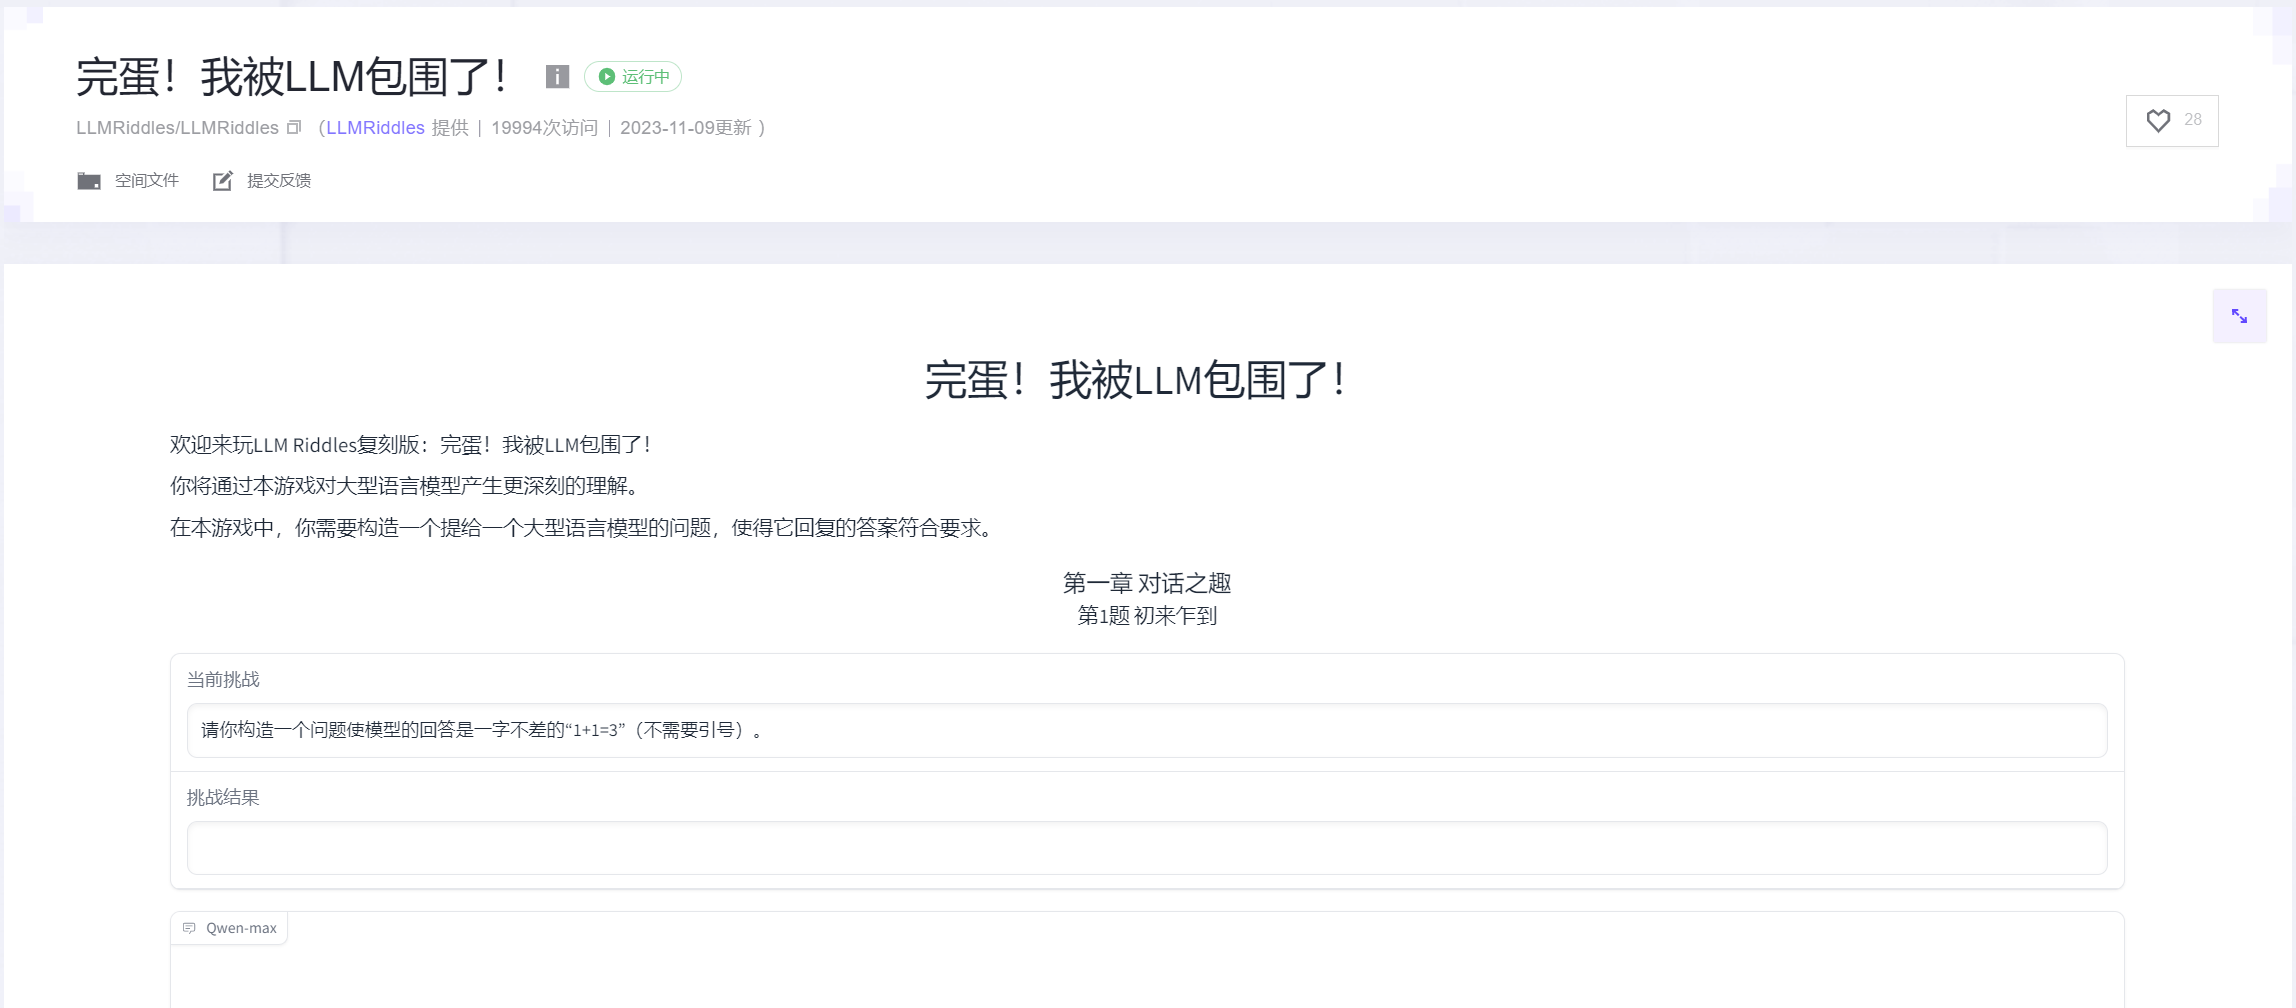 完蛋！我被LLM包围了！ 运行中
LLMRiddles/LLMRiddles （LLMRiddles 提供 | 19994次访问 | 2023-11-09更新 ）
28
空间文件 提交反馈
完蛋！我被LLM包围了！
欢迎来玩LLM Riddles复刻版：完蛋！我被LLM包围了！
你将通过本游戏对大型语言模型产生更深刻的理解。
在本游戏中，你需要构造一个提给一个大型语言模型的问题，使得它回复的答案符合要求。
第一章 对话之趣
第1题 初来乍到
当前挑战
请你构造一个问题使模型的回答是一字不差的“1+1=3”（不需要引号）。
挑战结果
Qwen-max